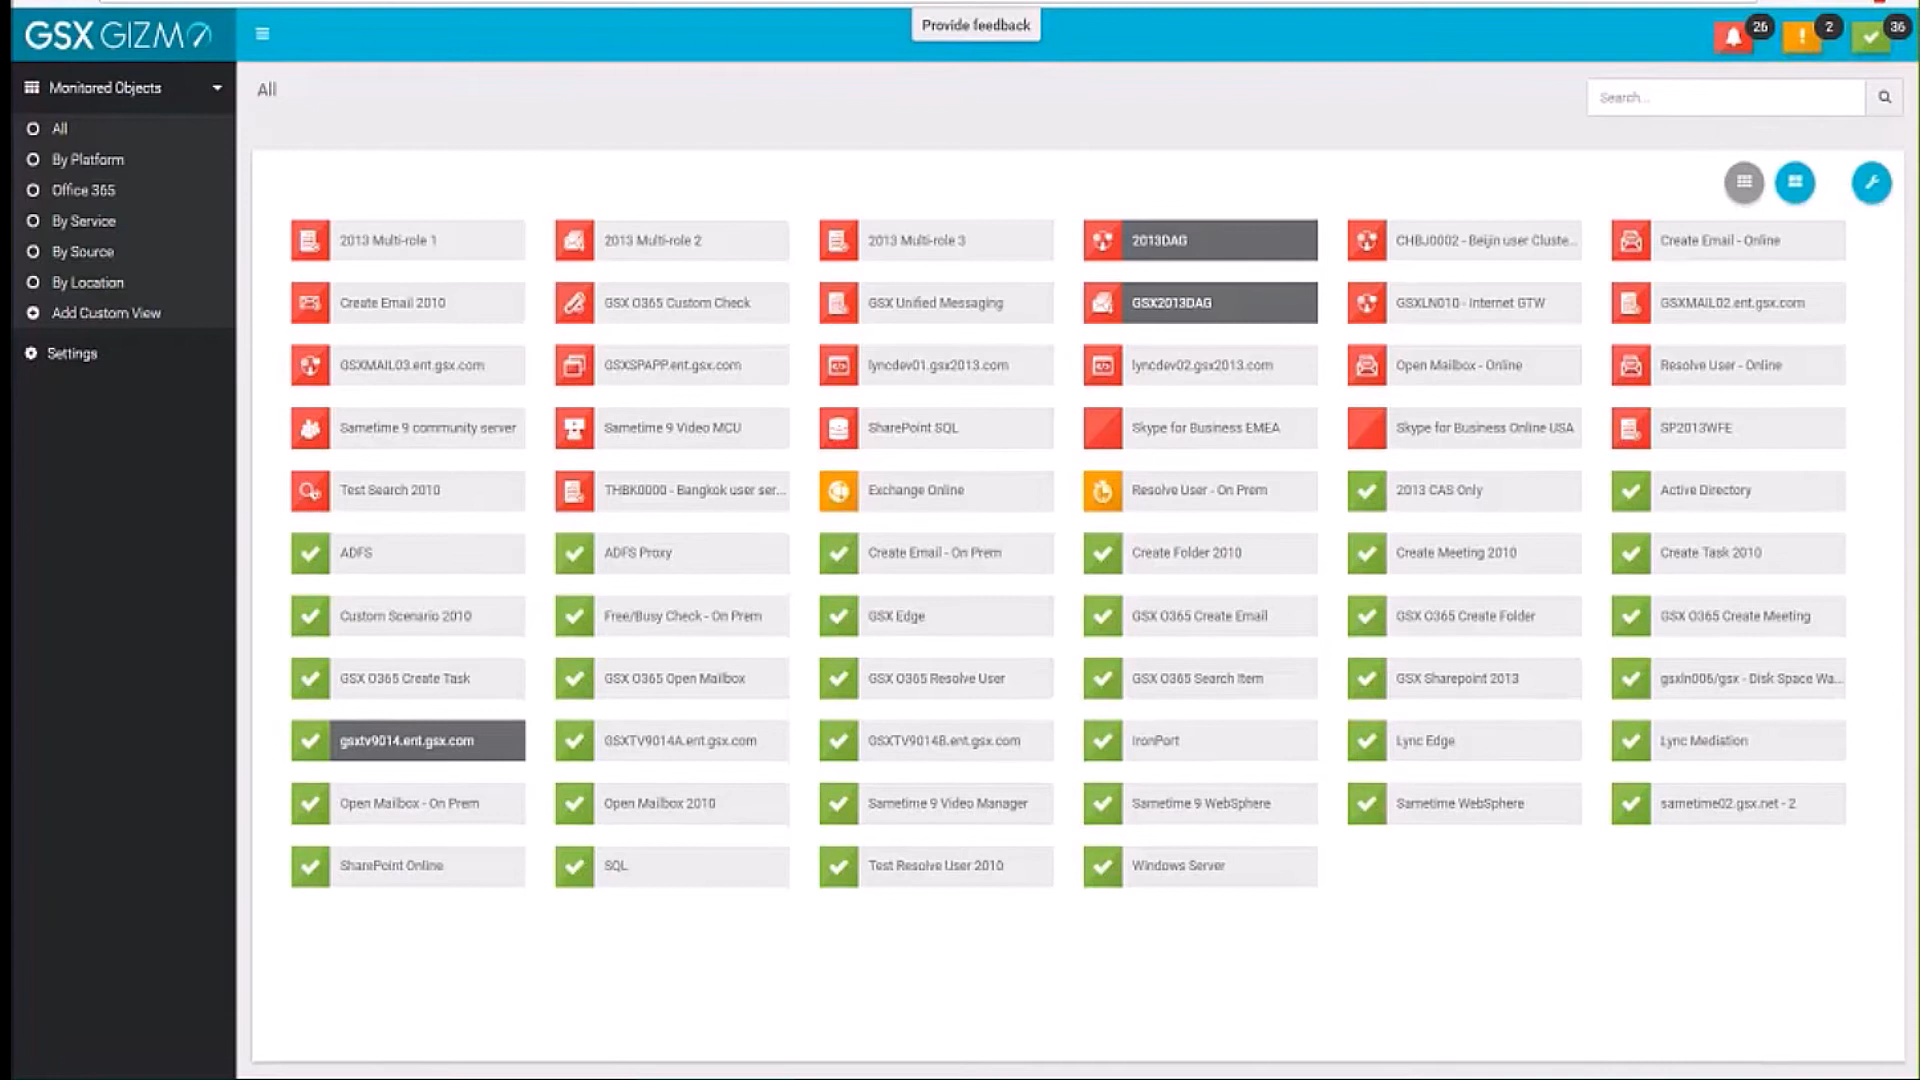 GSX GIZMO
Provide feedback
26
2
36
Monitored Objects
All
By Platform
Office 365
By Service
By Source
By Location
Add Custom View
Settings
All
Search...
2013 Multi-role 1
2013 Multi-role 2
2013 Multi-role 3
2013DAG
CHBJ0002 - Beijin user Cluste...
Create Email - Online
Create Email 2010
GSX O365 Custom Check
GSX Unified Messaging
GSX2013DAG
GSXLN010 - Internet GTW
GSXMAIL02.ent.gsx.com
GSXMAIL03.ent.gsx.com
GSXSPAPP.ent.gsx.com
lyncdev01.gsx2013.com
lyncdev02.gsx2013.com
Open Mailbox - Online
Resolve User - Online
Sametime 9 community server
Sametime 9 Video MCU
SharePoint SQL
Skype for Business EMEA
Skype for Business Online USA
SP2013WFE
Test Search 2010
THBK0000 - Bangkok user ser...
Exchange Online
Resolve User - On Prem
2013 CAS Only
Active Directory
ADFS
ADFS Proxy
Create Email - On Prem
Create Folder 2010
Create Meeting 2010
Create Task 2010
Custom Scenario 2010
Free/Busy Check - On Prem
GSX Edge
GSX O365 Create Email
GSX O365 Create Folder
GSX O365 Create Meeting
GSX O365 Create Task
GSX O365 Open Mailbox
GSX O365 Resolve User
GSX O365 Search Item
GSX Sharepoint 2013
gsxln006/gsx - Disk Space Wa...
gsxtv9014.ent.gsx.com
GSXTV9014A.ent.gsx.com
GSXTV9014B.ent.gsx.com
IronPort
Lync Edge
Lync Mediation
Open Mailbox - On Prem
Open Mailbox 2010
Sametime 9 Video Manager
Sametime 9 WebSphere
Sametime WebSphere
sametime02.gsx.net - 2
SharePoint Online
SQL
Test Resolve User 2010
Windows Server